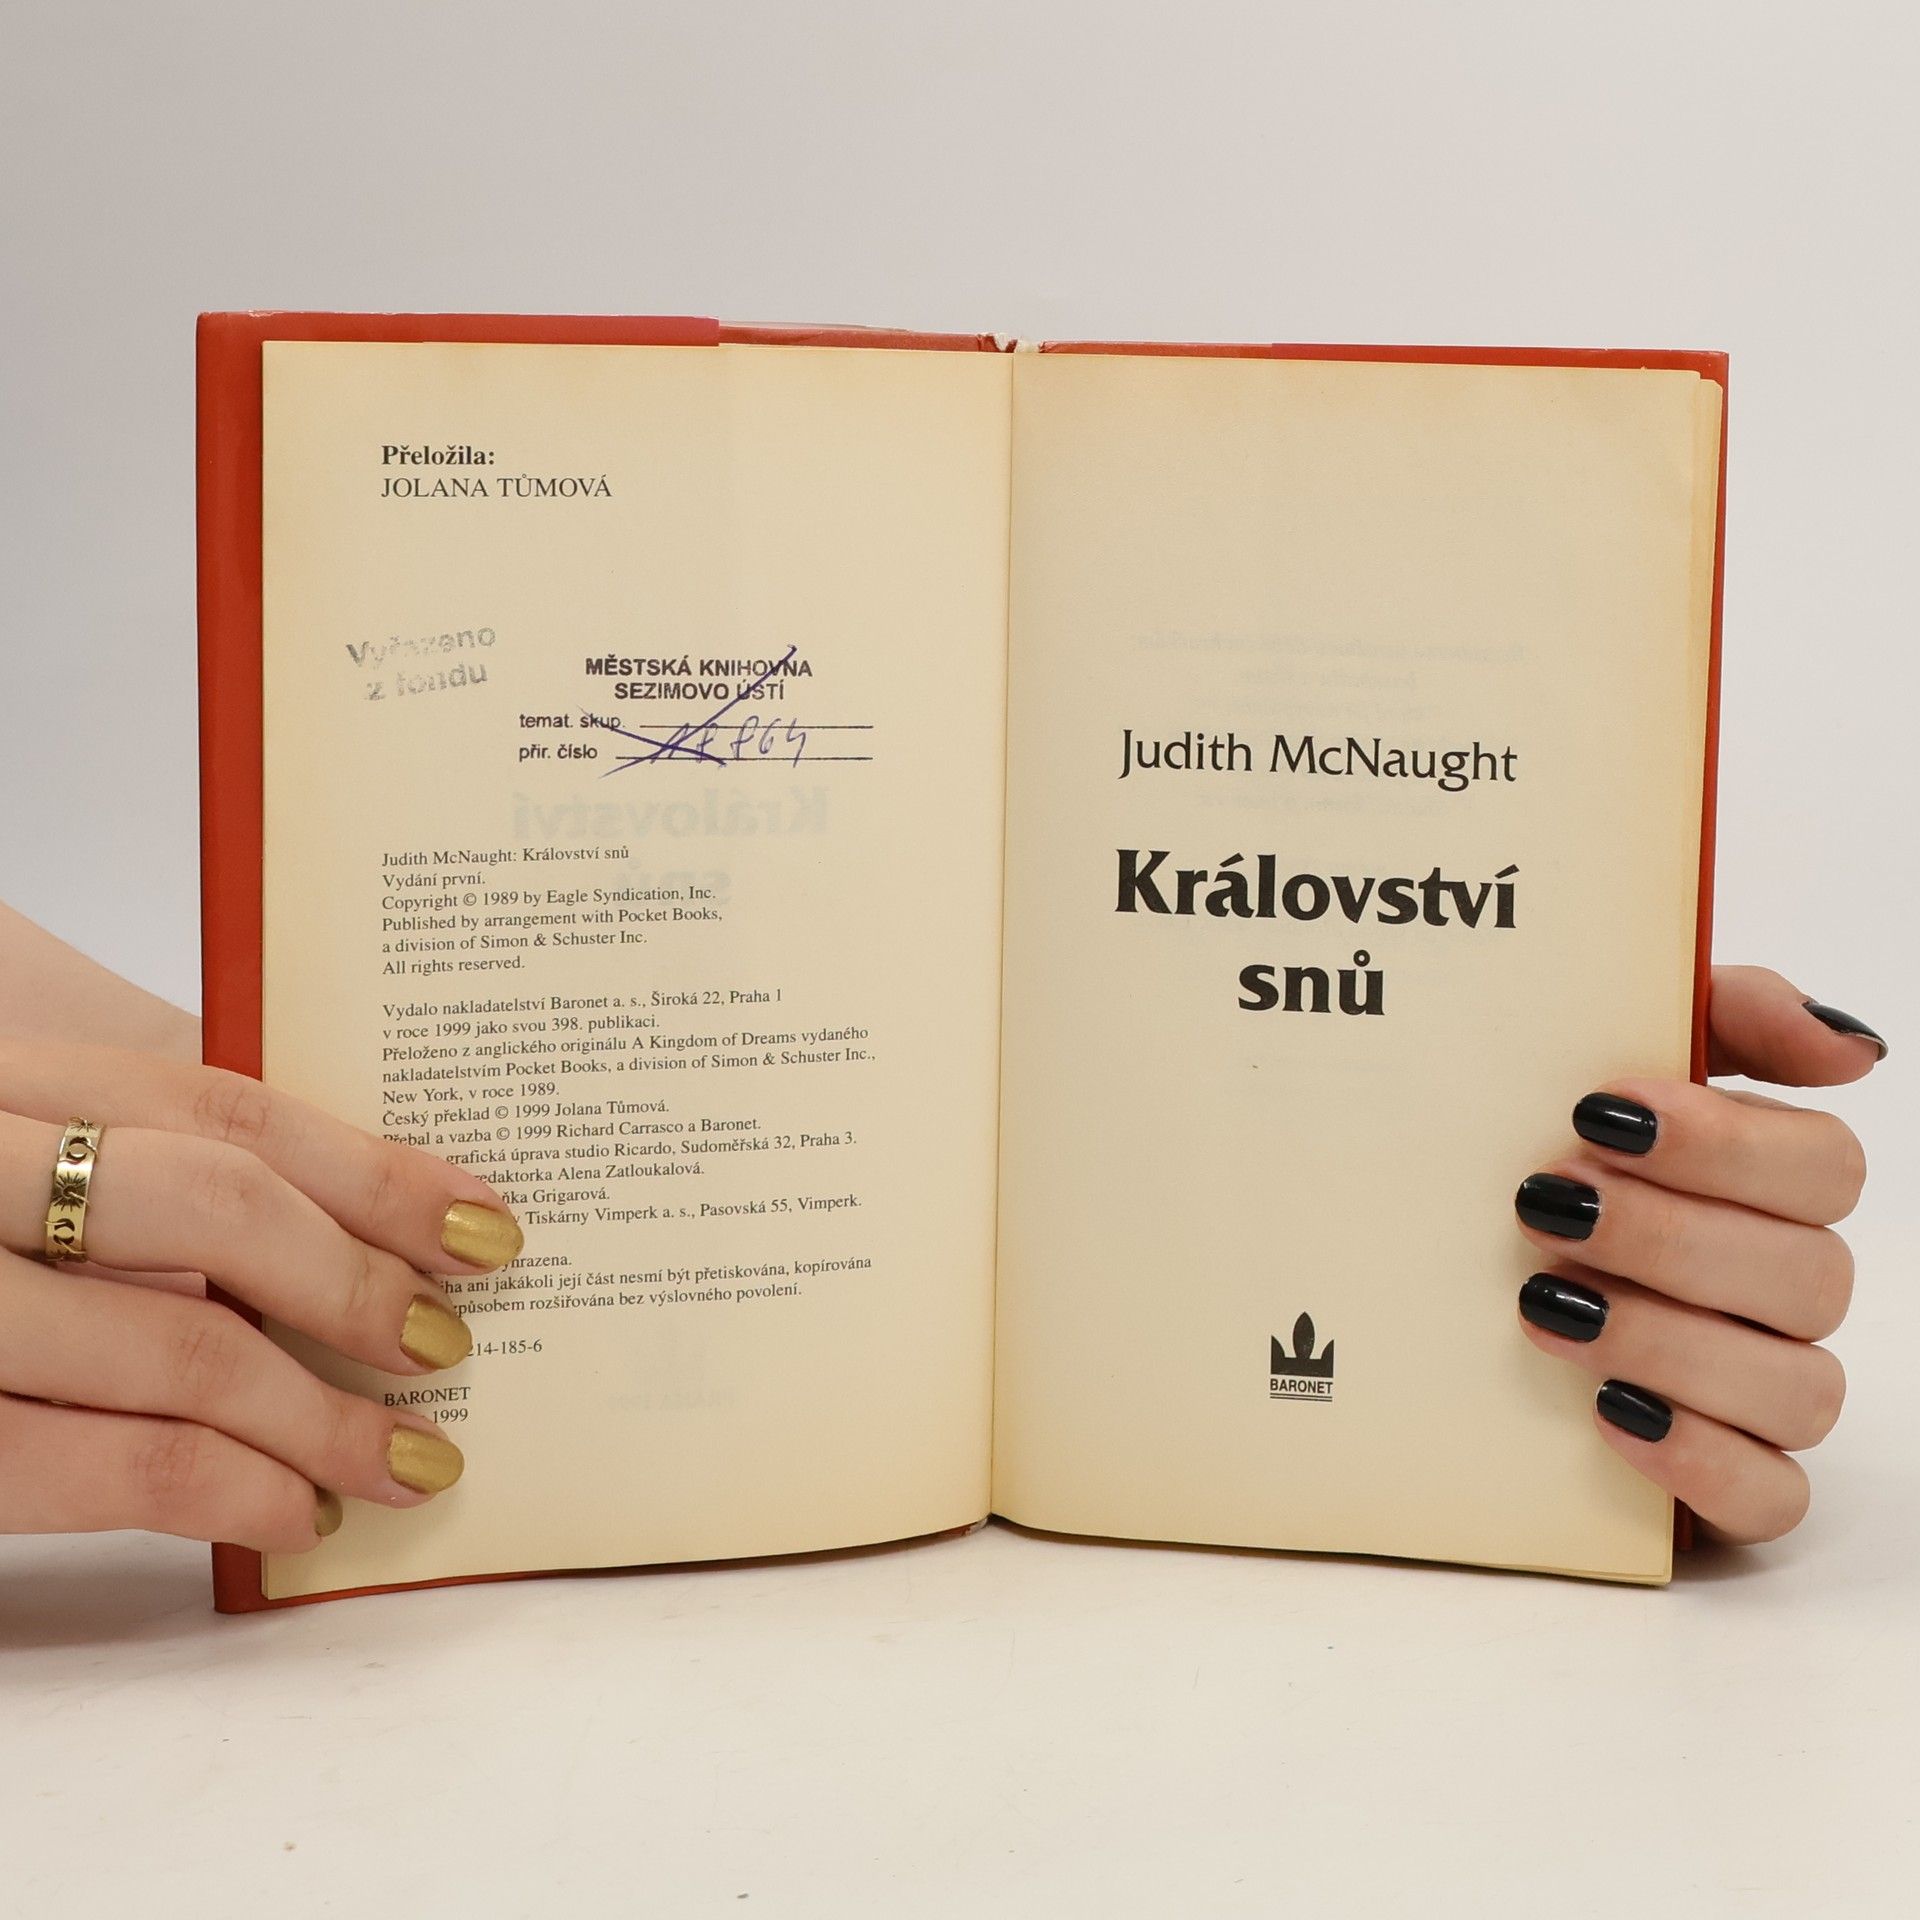 Přeložila:
JOLANA TŮMOVÁ
Vyřazeno
z fondu
MĚSTSKÁ KNIHOVNA
SEZIMOVO ÚSTÍ
temat. skup.
přir. číslo
Judith McNaught: Království snů
Vydání první.
Copyright © 1989 by Eagle Syndication, Inc.
Published by arrangement with Pocket Books,
a division of Simon & Schuster Inc.
All rights reserved.
Vydalo nakladatelství Baronet a. s., Široká 22, Praha 1
v roce 1999 jako svou 398. publikaci.
Přeloženo z anglického originálu A Kingdom of Dreams vydaného
nakladatelstvím Pocket Books, a division of Simon & Schuster Inc.,
New York, v roce 1989.
Český překlad © 1999 Jolana Tůmová.
Přebal a vazba © 1999 Richard Carrasco a Baronet.
grafická úprava studio Ricardo, Sudoměřská 32, Praha 3.
redaktorka Alena Zatloukalová.
Grigarová.
Tiskárny Vimperk a. s., Pasovská 55, Vimperk.
ani jakákoli její část nesmí být přetiskována, kopírována
způsobem rozšiřována bez výslovného povolení.
214-185-6
BARONET
1999
Judith McNaught
Království
snů
BARONET